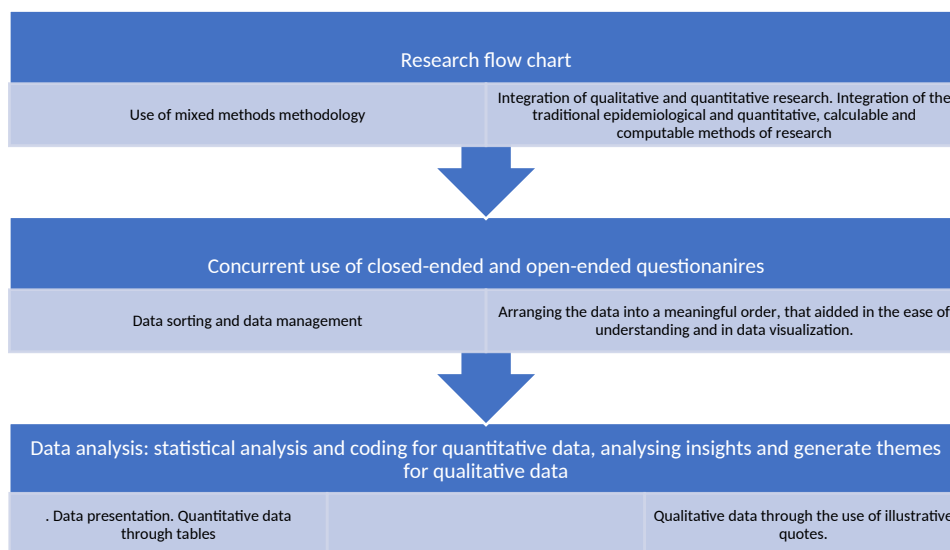 Research flow chart
Use of mixed methods methodology
Integration of qualitative and quantitative research. Integration of the
traditional epidemiological and quantitative, calculable and
computable methods of research
Concurrent use of closed-ended and open-ended questionanires
Data sorting and data management
Arranging the data into a meaningful order, that aidded in the ease of
understanding and in data visualization.
Data analysis: statistical analysis and coding for quantitative data, analysing insights and generate themes
for qualitative data
. Data presentation. Quantitative data
through tables
Qualitative data through the use of illustrative
quotes.